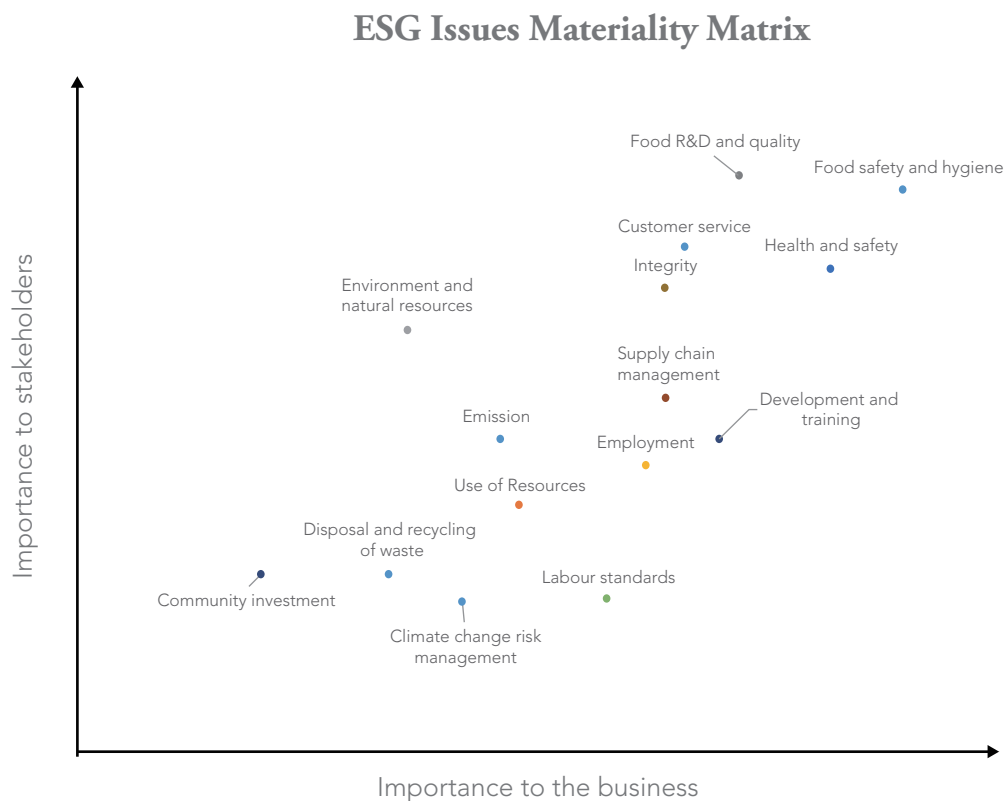 ESG Issues Materiality Matrix
Food R&D and quality
Food safety and hygiene
Customer service
Health and safety
Integrity
Environment and
natural resources
Supply chain
management
Development and
training
Emission
Employment
Use of Resources
Disposal and recycling
of waste
Labour standards
Community investment
Climate change risk
management
Importance to stakeholders
Importance to the business